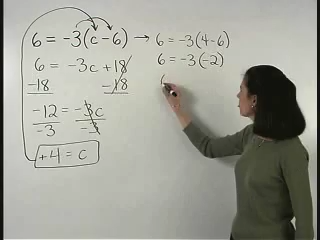 6 = -3(c - 6) → 6 = -3(4-6)
6 = -3c + 18
6 = -3(-2)
-18 -18
6
-12 = -3c
-3 -3
+4 = c